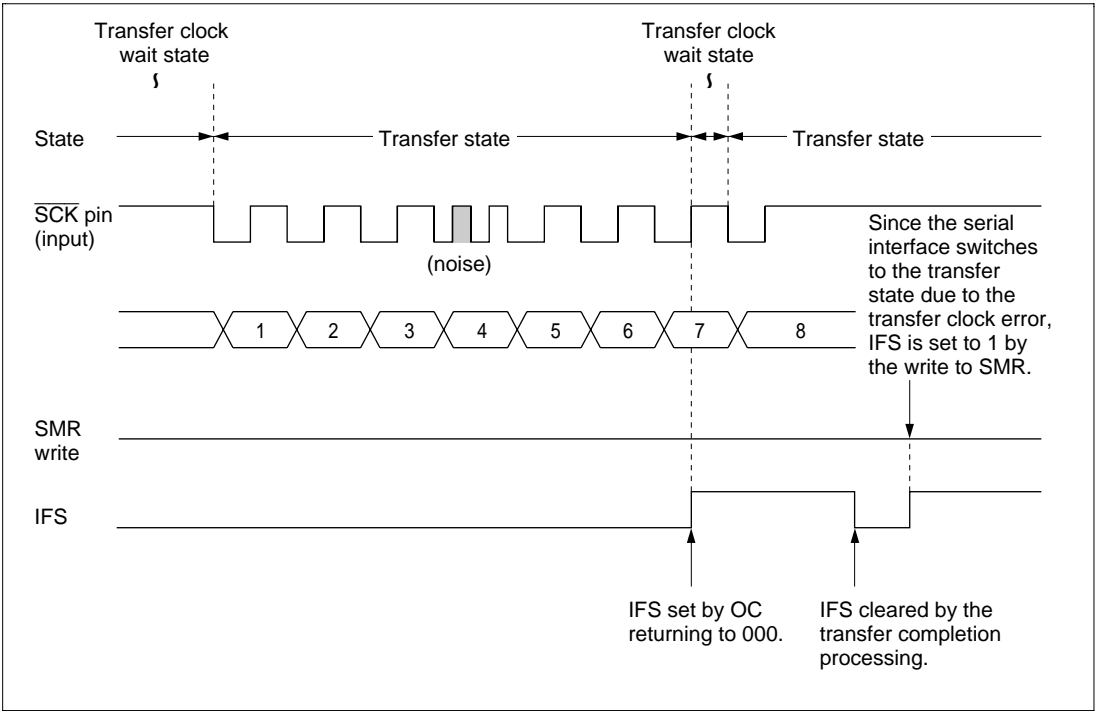 Transfer clock
wait state
Transfer clock
wait state
State
Transfer state
Transfer state
SCK pin
(input)
(noise)
Since the serial
interface switches
to the transfer
state due to the
transfer clock error,
IFS is set to 1 by
the write to SMR.
1 2 3 4 5 6 7 8
SMR
write
IFS
IFS set by OC
returning to 000.
IFS cleared by the
transfer completion
processing.